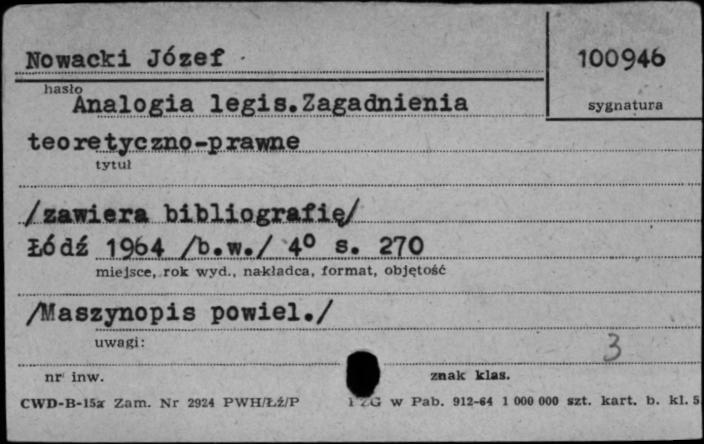 Nowacki Józef
100946
hasło
sygnatura
Analogia legis.Zagadnienia
teoretyczno-prawne
tytuł
/zawiera bibliografię/
Łódź 1964 /b.w./ 4° s. 270
miejsce, rok wyd., nakładca, format, objętość
/Maszynopis powiel./
uwagi:
3
nr inw.
znak klas.
CWD-B-15a Zam. Nr 2924 PWH/Łź/P
PZG w Pab. 912-64 1 000 000 szt. kart. b. kl. 5